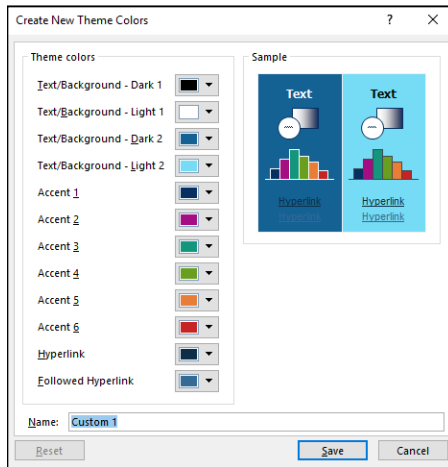 Create New Theme Colors
Theme colors
Text/Background - Dark 1
Text/Background - Light 1
Text/Background - Dark 2
Text/Background - Light 2
Accent 1
Accent 2
Accent 3
Accent 4
Accent 5
Accent 6
Hyperlink
Followed Hyperlink
Sample
Text Text
Hyperlink Hyperlink
Hyperlink Hyperlink
Name: Custom 1
Reset Save Cancel